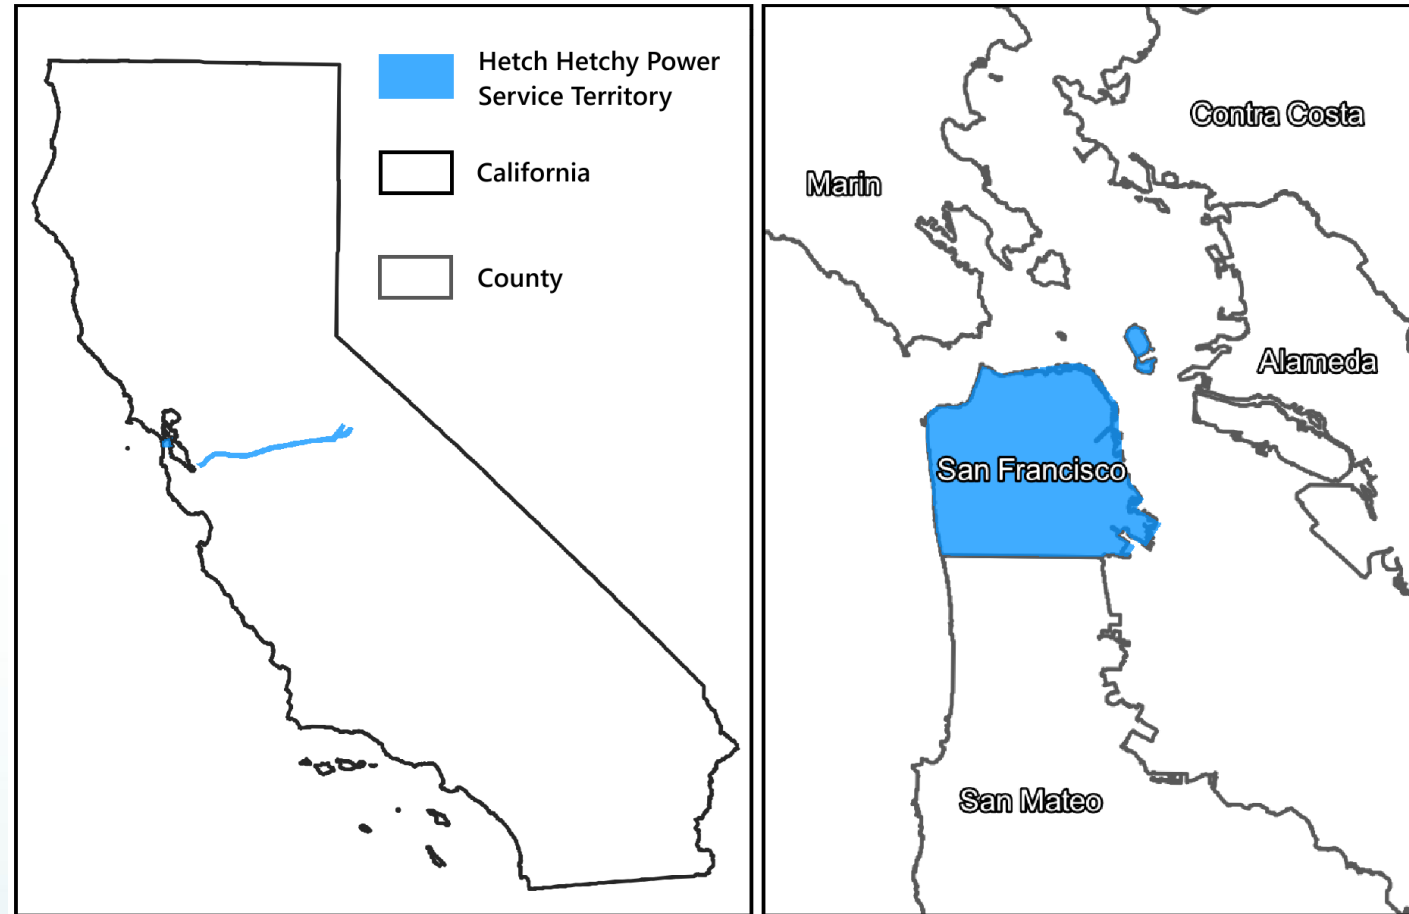 Hetch Hetchy Power
Service Territory
California
County
Contra Costa
Marin
Alameda
San Francisco
San Mateo